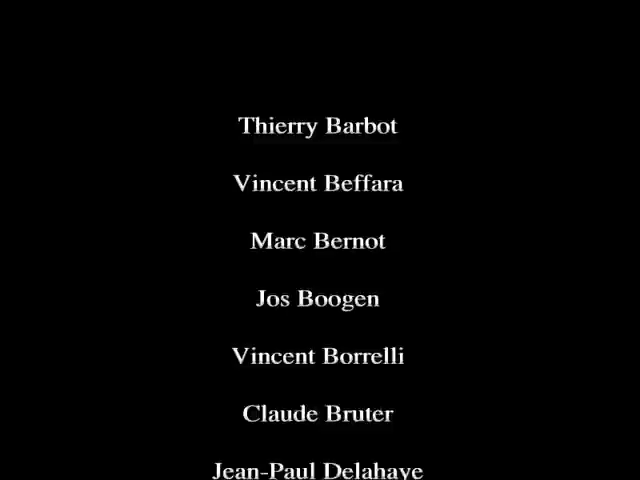 Thierry Barbot
Vincent Beffara
Marc Bernot
Jos Boogen
Vincent Borrelli
Claude Bruter
Jean-Paul Delahaye